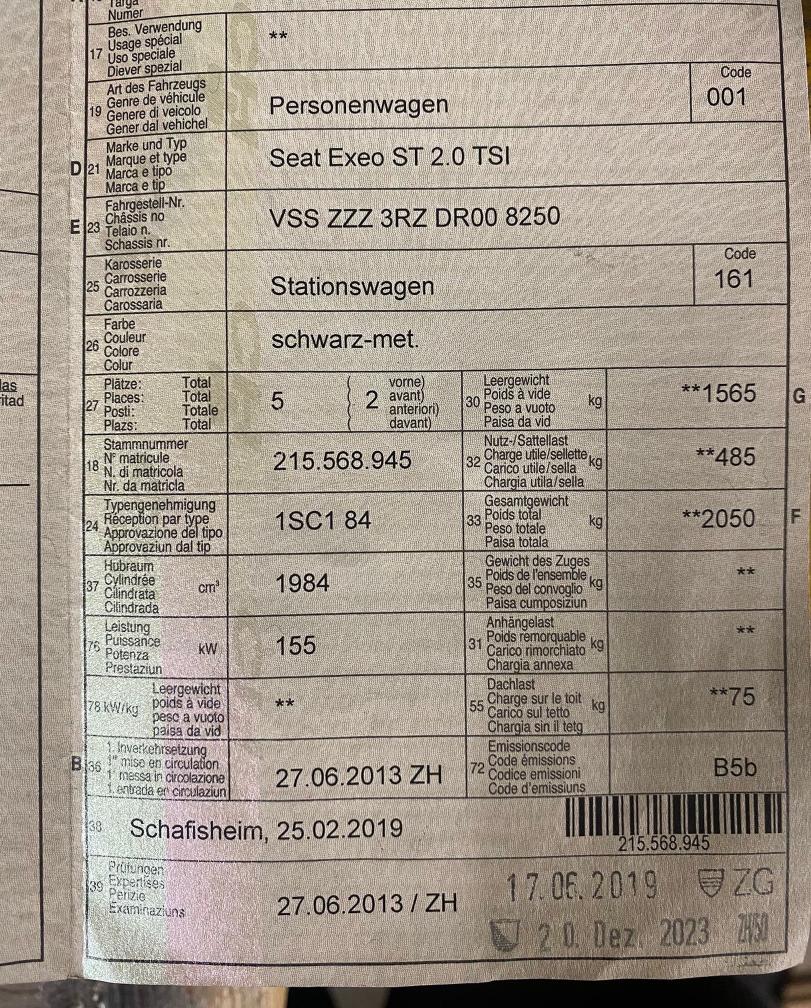 Targa
Numer
17 Bes. Verwendung
Usage spécial
Uso speciale
Diever spezial
**
19 Art des Fahrzeugs
Genre de véhicule
Genere di veicolo
Gener dal vehichel
Personenwagen
Code
001
D 21 Marke und Typ
Marque et type
Marca e tipo
Marca e tip
Seat Exeo ST 2.0 TSI
E 23 Fahrgestell-Nr.
Châssis no
Telaio n.
Schassis nr.
VSS ZZZ 3RZ DR00 8250
25 Karosserie
Carrosserie
Carrozzeria
Carossaria
Stationswagen
Code
161
26 Farbe
Couleur
Colore
Colur
schwarz-met.
27 Plätze: Total
Places: Total
Posti: Totale
Plazs: Total
5
2
vorne)
avant)
anteriori)
davant)
30 Leergewicht
Poids à vide
Peso a vuoto
Paisa da vid
kg
**1565
G
18 Stammnummer
N° matricule
N. di matricola
Nr. da matricla
215.568.945
32 Nutz-/Sattellast
Charge utile/sellette
Carico utile/sella
Chargia utila/sella
kg
**485
24 Typengenehmigung
Réception par type
Approvazione del tipo
Approvaziun dal tip
1SC1 84
33 Gesamtgewicht
Poids total
Peso totale
Paisa totala
kg
**2050
F
37 Hubraum
Cylindrée
Cilindrata
Cilindrada
cm³
1984
35 Gewicht des Zuges
Poids de l'ensemble
Peso del convoglio
Paisa cumposiziun
kg
**
76 Leistung
Puissance
Potenza
Prestaziun
kW
155
31 Anhängelast
Poids remorquable
Carico rimorchiato
Chargia annexa
kg
**
78 kW/kg
Leergewicht
poids à vide
peso a vuoto
paisa da vid
**
55 Dachlast
Charge sur le toit
Carico sul tetto
Chargia sin il tetg
kg
**75
B 36 1. Inverkehrsetzung
1re mise en circulation
1a messa in circolazione
1. entrada en circulaziun
27.06.2013 ZH
72 Emissionscode
Code émissions
Codice emissioni
Code d'emissiuns
B5b
38 Schafisheim, 25.02.2019
215.568.945
39 Prüfungen
Expertises
Perizie
Examinaziuns
27.06.2013 / ZH
17.06.2019 ZG
20. Dez. 2023
las
ritad